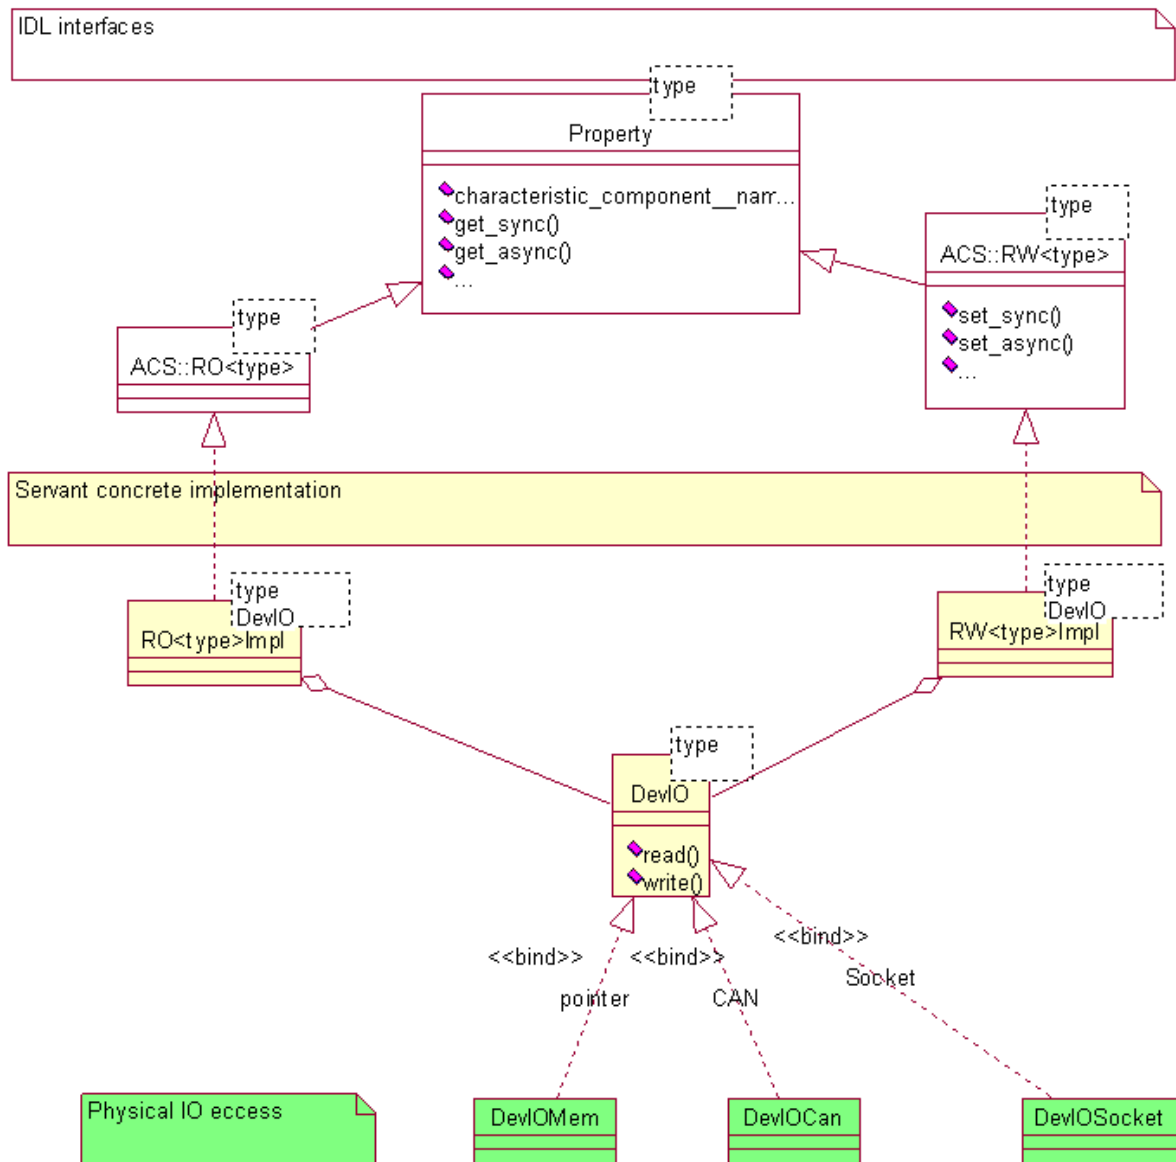 IDL interfaces
type
Property
characteristic_component__nam...
get_sync()
get_async()
...
type
ACS::RW<type>
set_sync()
set_async()
...
type
ACS::RO<type>
Servant concrete implementation
type
DevIO
RO<type>Impl
type
DevIO
RW<type>Impl
type
DevIO
read()
write()
<<bind>>
<<bind>>
<<bind>>
pointer
CAN
Socket
Physical IO eccess
DevIOMem
DevIOCan
DevIOSocket